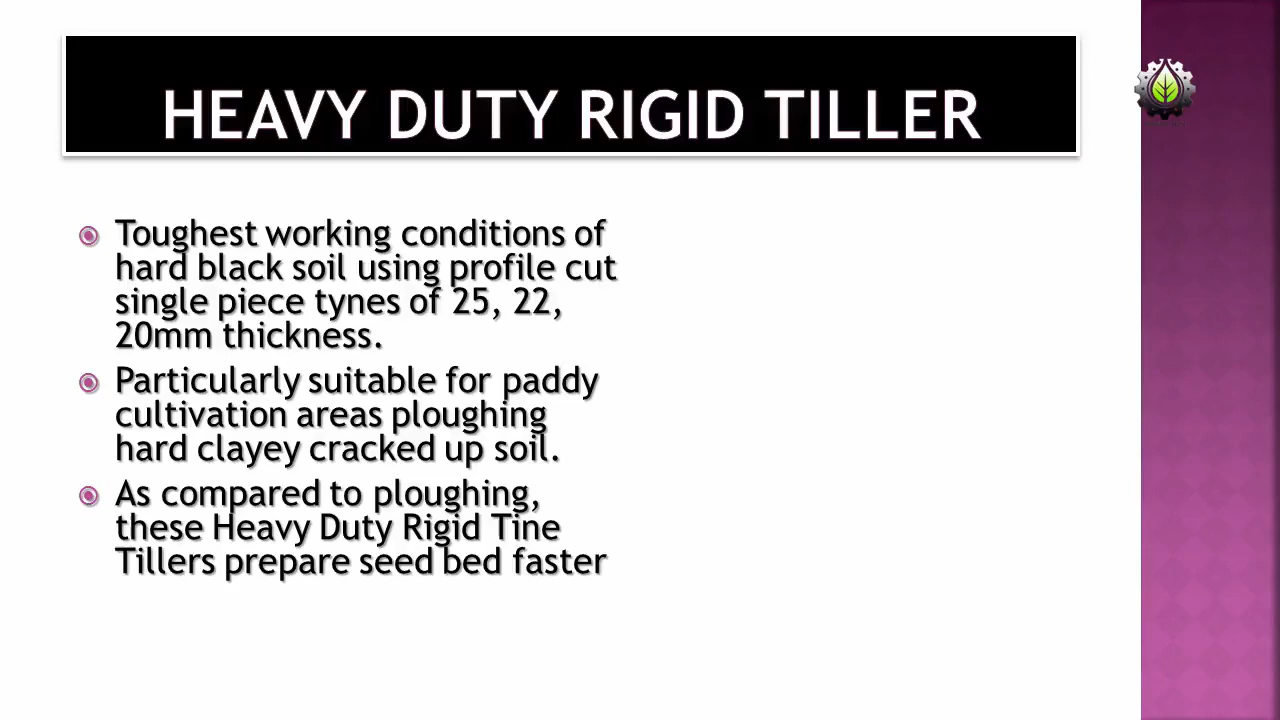 HEAVY DUTY RIGID TILLER
Toughest working conditions of
hard black soil using profile cut
single piece tynes of 25, 22,
20mm thickness.
Particularly suitable for paddy
cultivation areas ploughing
hard clayey cracked up soil.
As compared to ploughing,
these Heavy Duty Rigid Tine
Tillers prepare seed bed faster